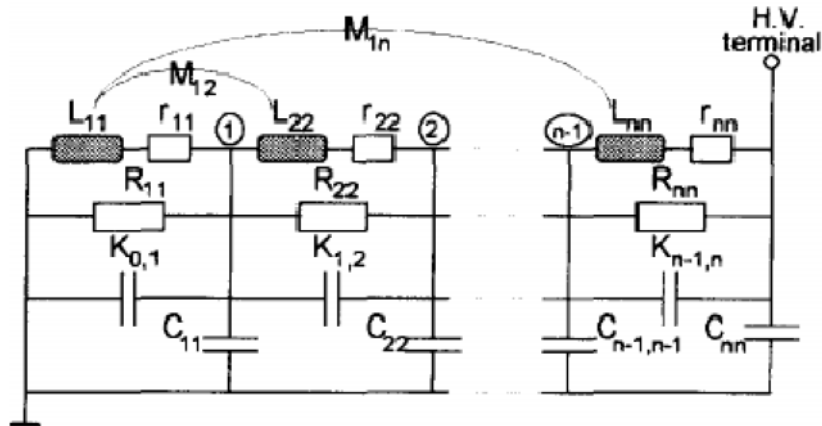 H.V.
terminal
M1n
M12
L11 r11 1 L22 r22 2 n-1 Lnn rnn
R11 R22 Rnn
K0,1 K1,2 Kn-1,n
C11 C22 Cn-1,n-1 Cnn